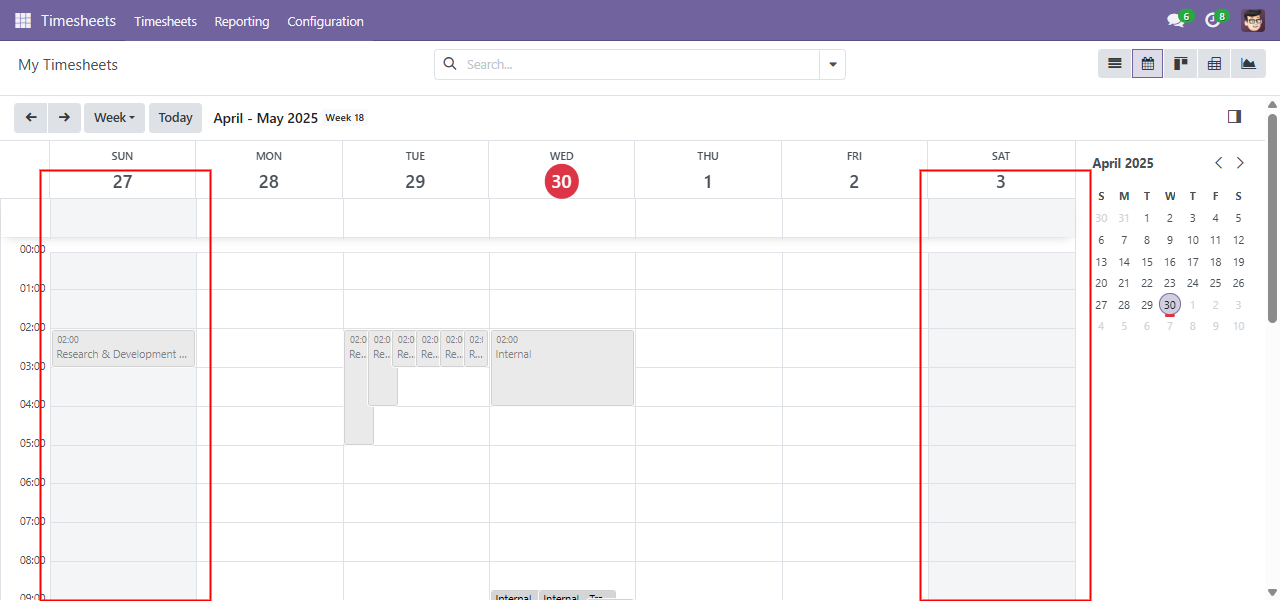 Timesheets Timesheets Reporting Configuration 6 8
My Timesheets Search...
Week Today April - May 2025 Week 18
SUN MON TUE WED THU FRI SAT
27 28 29 30 1 2 3
April 2025
S M T W T F S
30 31 1 2 3 4 5
6 7 8 9 10 11 12
13 14 15 16 17 18 19
20 21 22 23 24 25 26
27 28 29 30 1 2 3
4 5 6 7 8 9 10
00:00
01:00
02:00
02:00 02:0 02:0 02:0 02:0 02:0 02: 02:00
Research & Development ... Re... Re... Re... Re... Re... R... Internal
03:00
04:00
05:00
06:00
07:00
08:00
09:00
Internal Internal